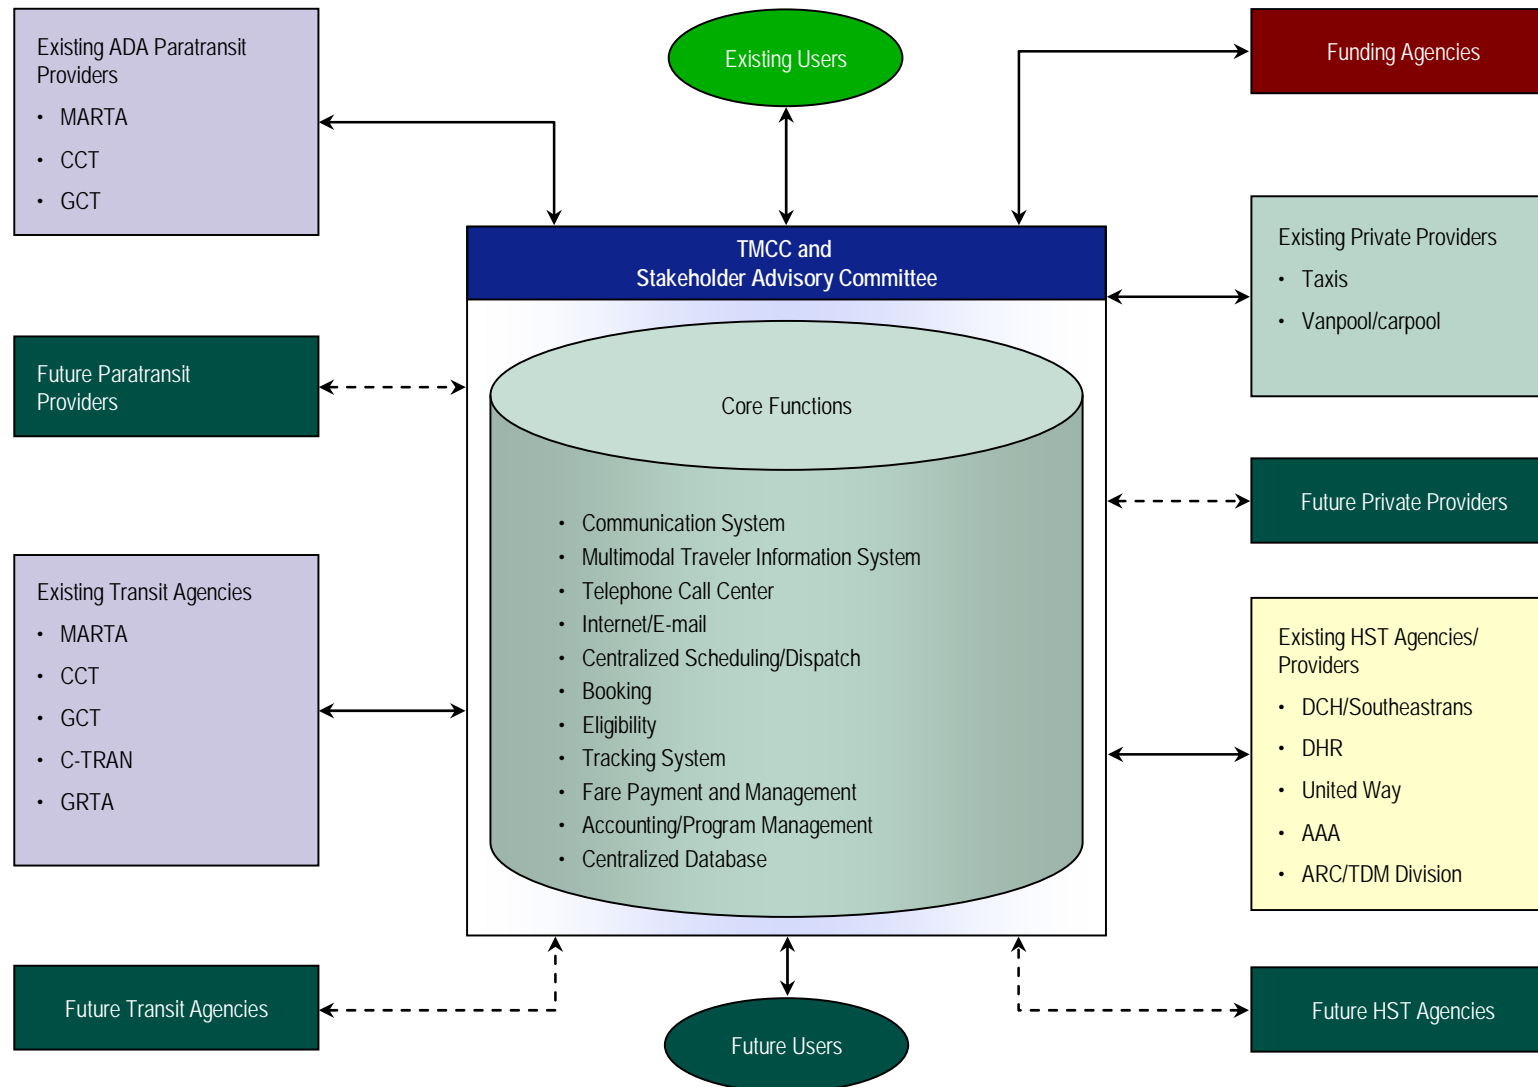 Existing ADA Paratransit
Providers
• MARTA
• CCT
• GCT
Existing Users
Funding Agencies
TMCC and
Stakeholder Advisory Committee
Existing Private Providers
• Taxis
• Vanpool/carpool
Future Paratransit
Providers
Core Functions
• Communication System
• Multimodal Traveler Information System
• Telephone Call Center
• Internet/E-mail
• Centralized Scheduling/Dispatch
• Booking
• Eligibility
• Tracking System
• Fare Payment and Management
• Accounting/Program Management
• Centralized Database
Future Private Providers
Existing Transit Agencies
• MARTA
• CCT
• GCT
• C-TRAN
• GRTA
Existing HST Agencies/
Providers
• DCH/Southeastrans
• DHR
• United Way
• AAA
• ARC/TDM Division
Future Transit Agencies
Future Users
Future HST Agencies